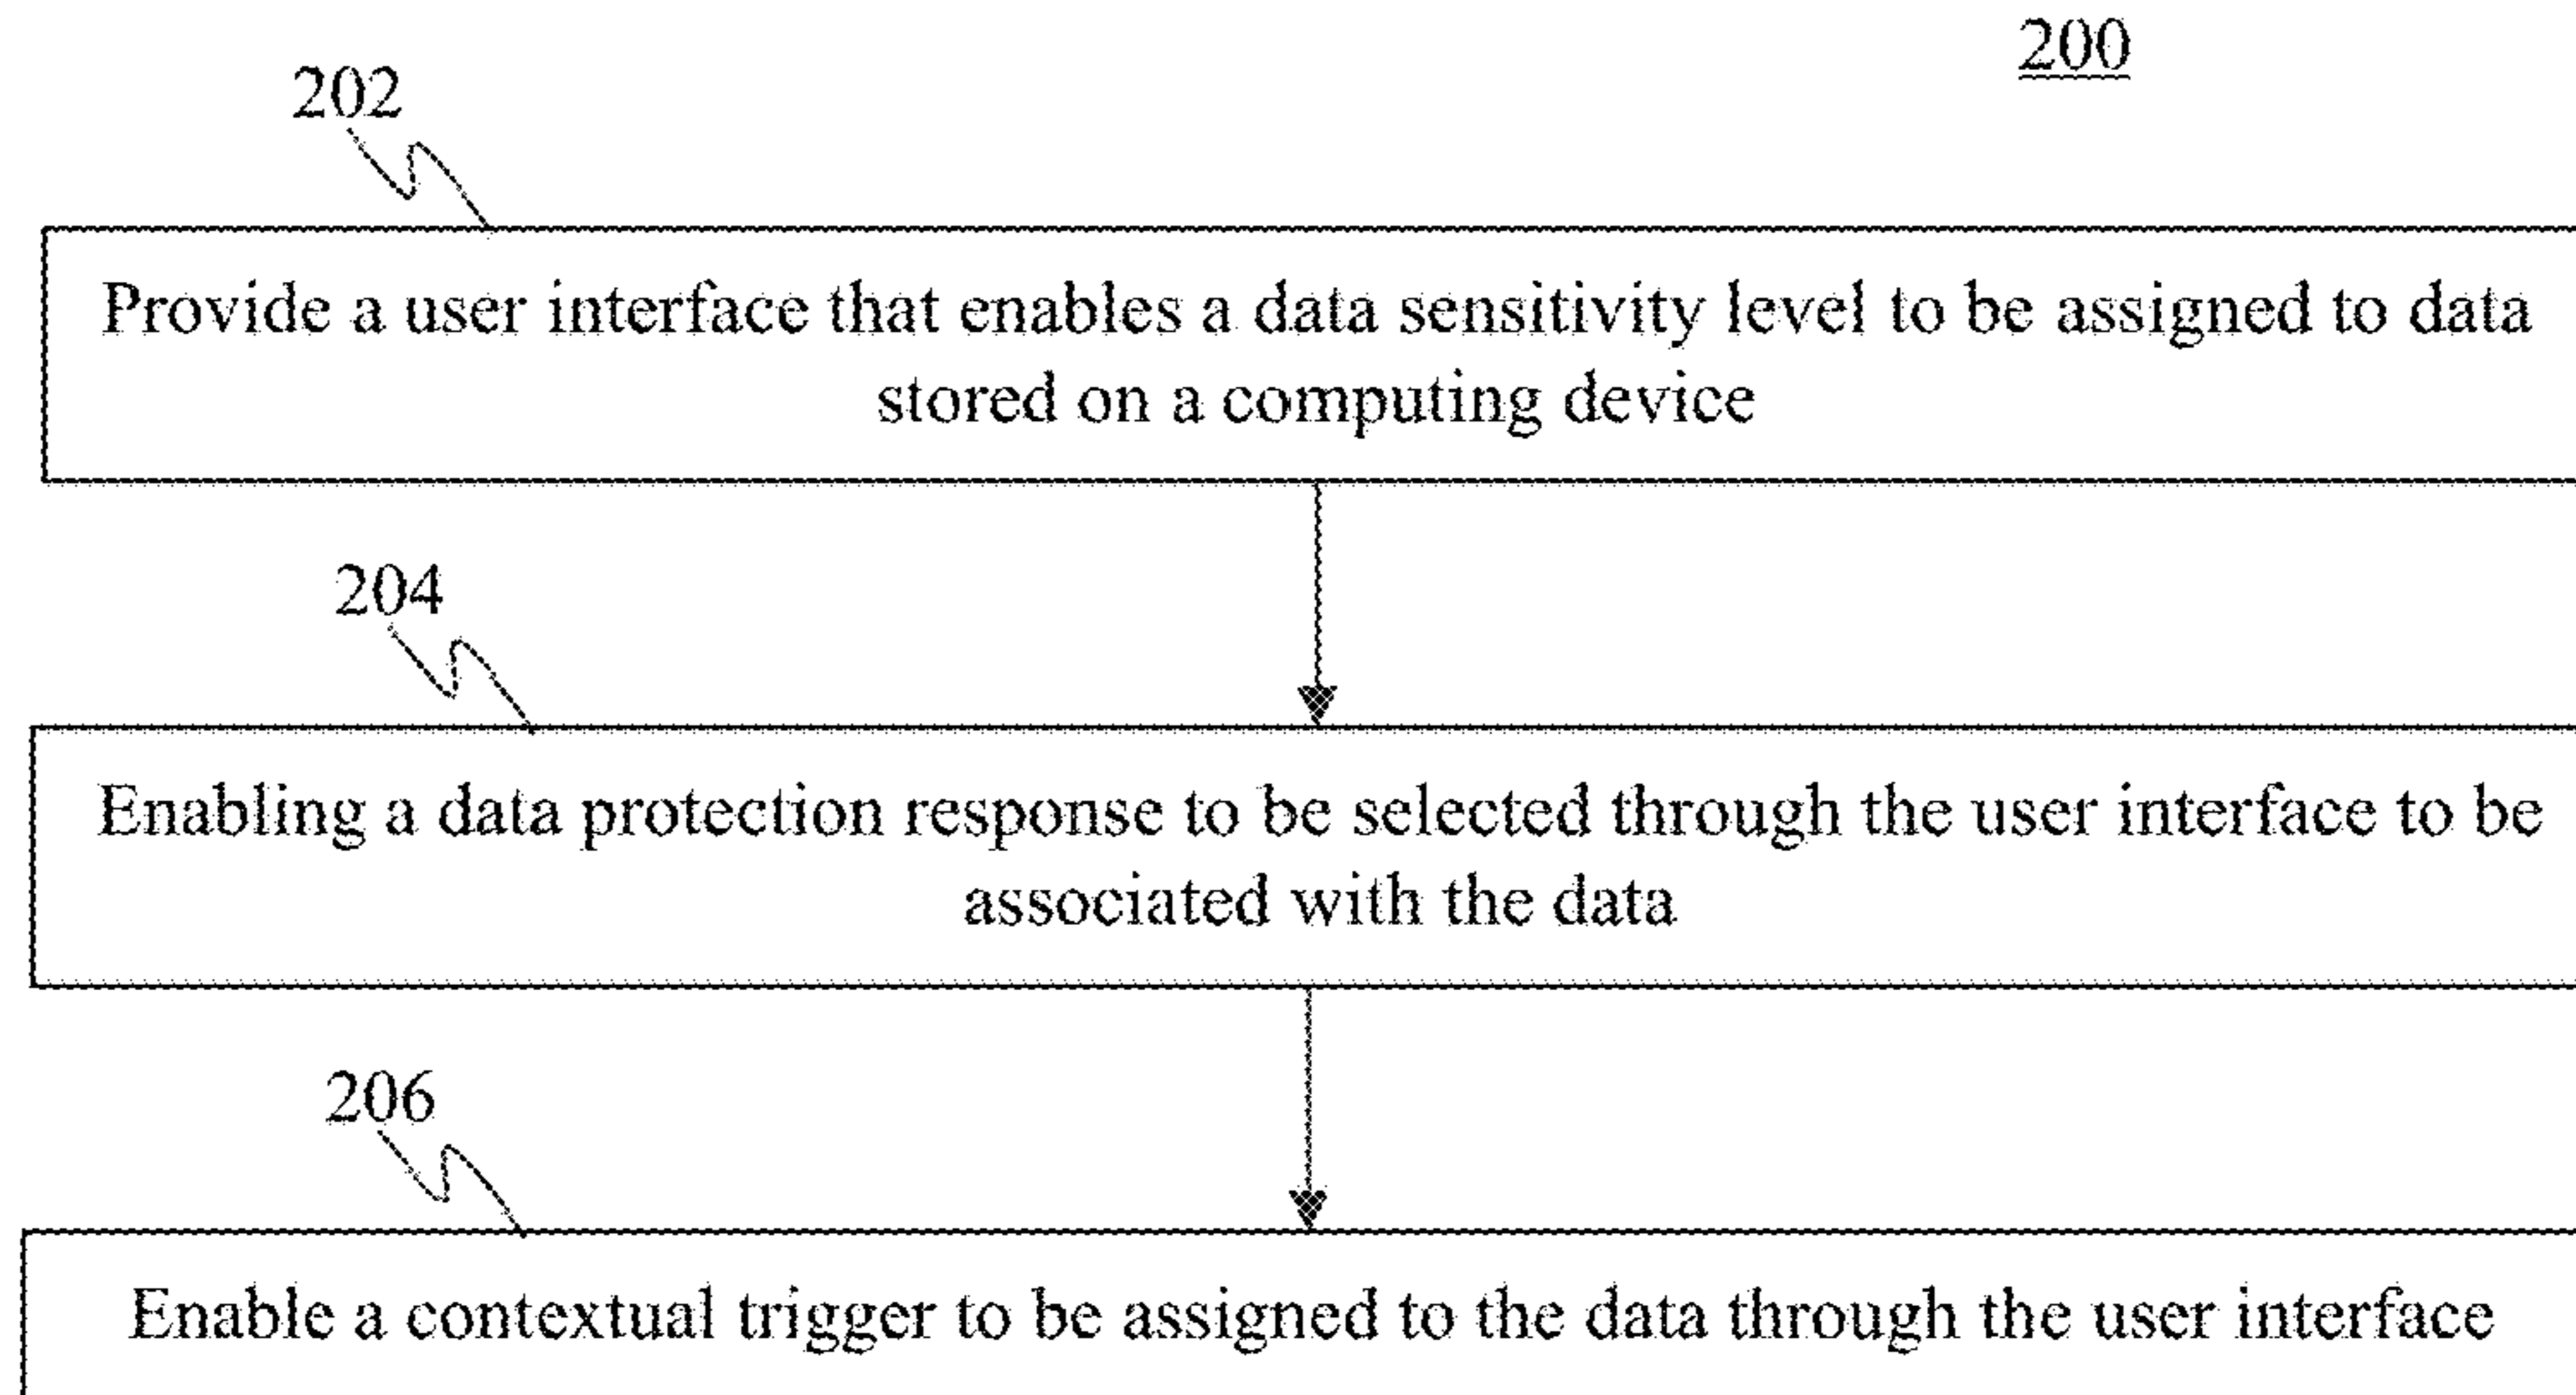 200
202
Provide a user interface that enables a data sensitivity level to be assigned to data
stored on a computing device
204
Enabling a data protection response to be selected through the user interface to be
associated with the data
206
Enable a contextual trigger to be assigned to the data through the user interface